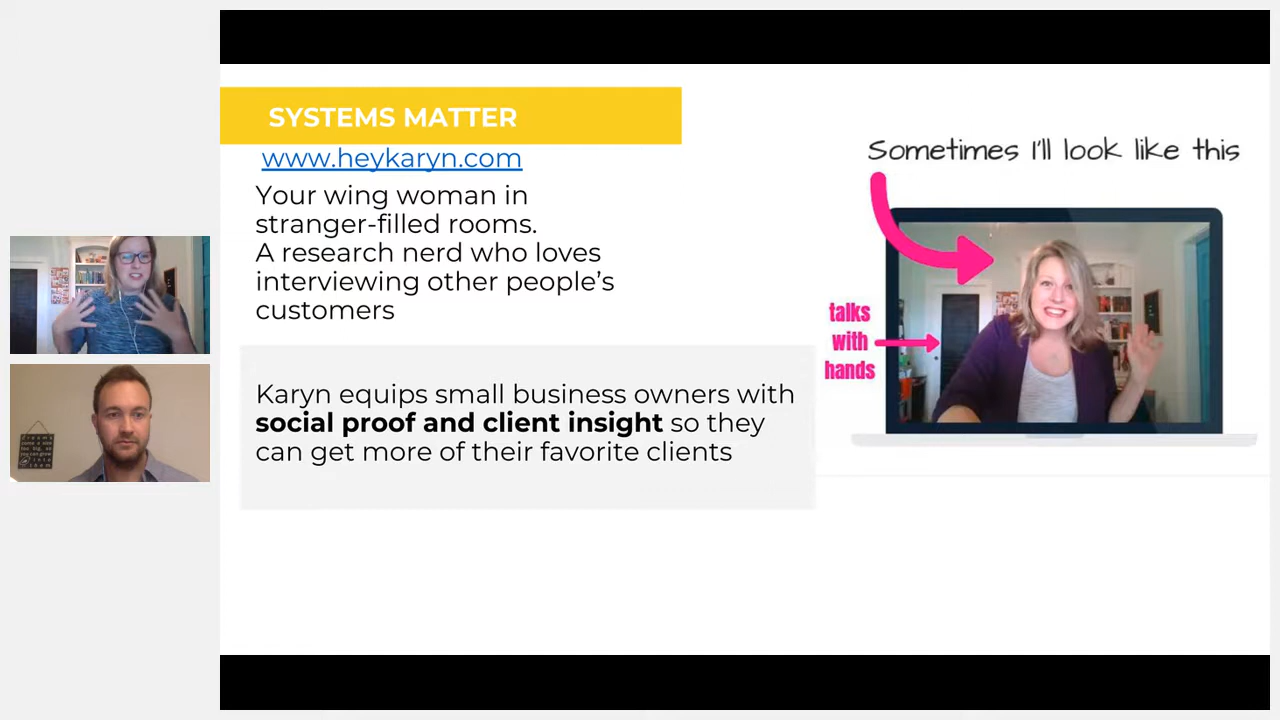 SYSTEMS MATTER
www.heykaryn.com
Your wing woman in
stranger-filled rooms.
A research nerd who loves
interviewing other people’s
customers
Karyn equips small business owners with
social proof and client insight so they
can get more of their favorite clients
Sometimes I'll look like this
talks
with
hands